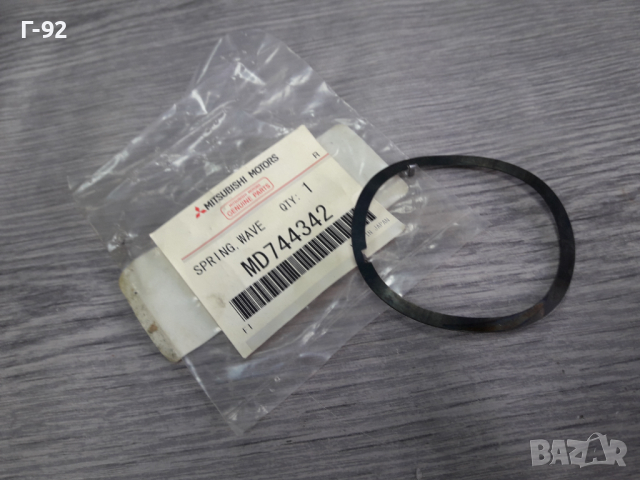 Г-92
MITSUBISHI MOTORS
GENUINE PARTS
R
SPRING,WAVE QTY: 1
MD744342
BAZAR